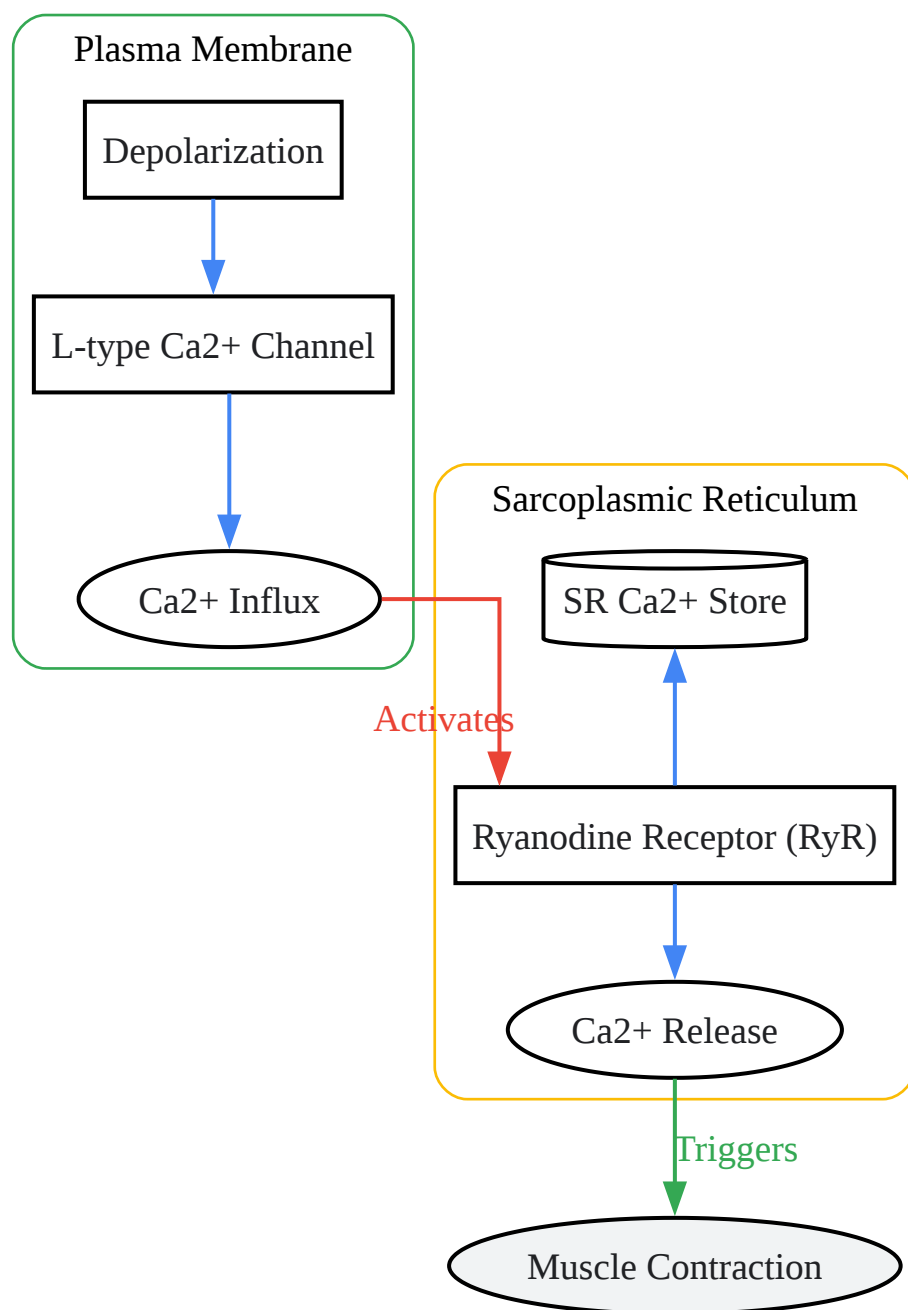 Plasma Membrane
Depolarization
L-type Ca2+ Channel
Ca2+ Influx
Sarcoplasmic Reticulum
SR Ca2+ Store
Activates
Ryanodine Receptor (RyR)
Ca2+ Release
Triggers
Muscle Contraction